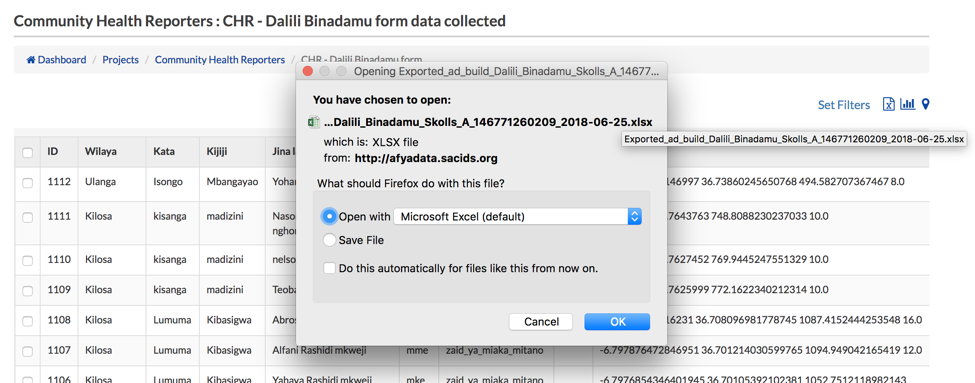 Community Health Reporters : CHR - Dalili Binadamu form data collected
Dashboard / Projects / Community Health Reporters / CHR - Dalili Binadamu form
Opening Exported_ad_build_Dalili_Binadamu_Skolls_A_14677...
You have chosen to open:
...Dalili_Binadamu_Skolls_A_146771260209_2018-06-25.xlsx
which is: XLSX file
from: http://afyadata.sacids.org
What should Firefox do with this file?
Open with Microsoft Excel (default)
Save File
Do this automatically for files like this from now on.
Cancel OK
Set Filters
Exported_ad_build_Dalili_Binadamu_Skolls_A_146771260209_2018-06-25.xlsx
ID Wilaya Kata Kijiji Jina
1112 Ulanga Isongo Mbangayao 146997 36.73860245650768 494.582707367467 8.0
1111 Kilosa kisanga madizini 7643763 748.8088230237033 10.0
1110 Kilosa kisanga madizini nelso 7627452 769.9445247551329 10.0
1109 Kilosa kisanga madizini Teoba 7625999 772.1622340212314 10.0
1108 Kilosa Lumuma Kibasigwa Abros 16231 36.708096981778745 1087.4152444253548 16.0
1107 Kilosa Lumuma Kibasigwa Alfani Rashidi mkweji mme zaid_ya_miaka_mitano -6.797876472846951 36.701214030599765 1094.949042165419 12.0
1106 Kilosa Lumuma Kibasigwa Yahaya Rashidi mkweji mke zaid_ya_miaka_mitano -6.7976854346401945 36.70105392102381 1052.7512118982143